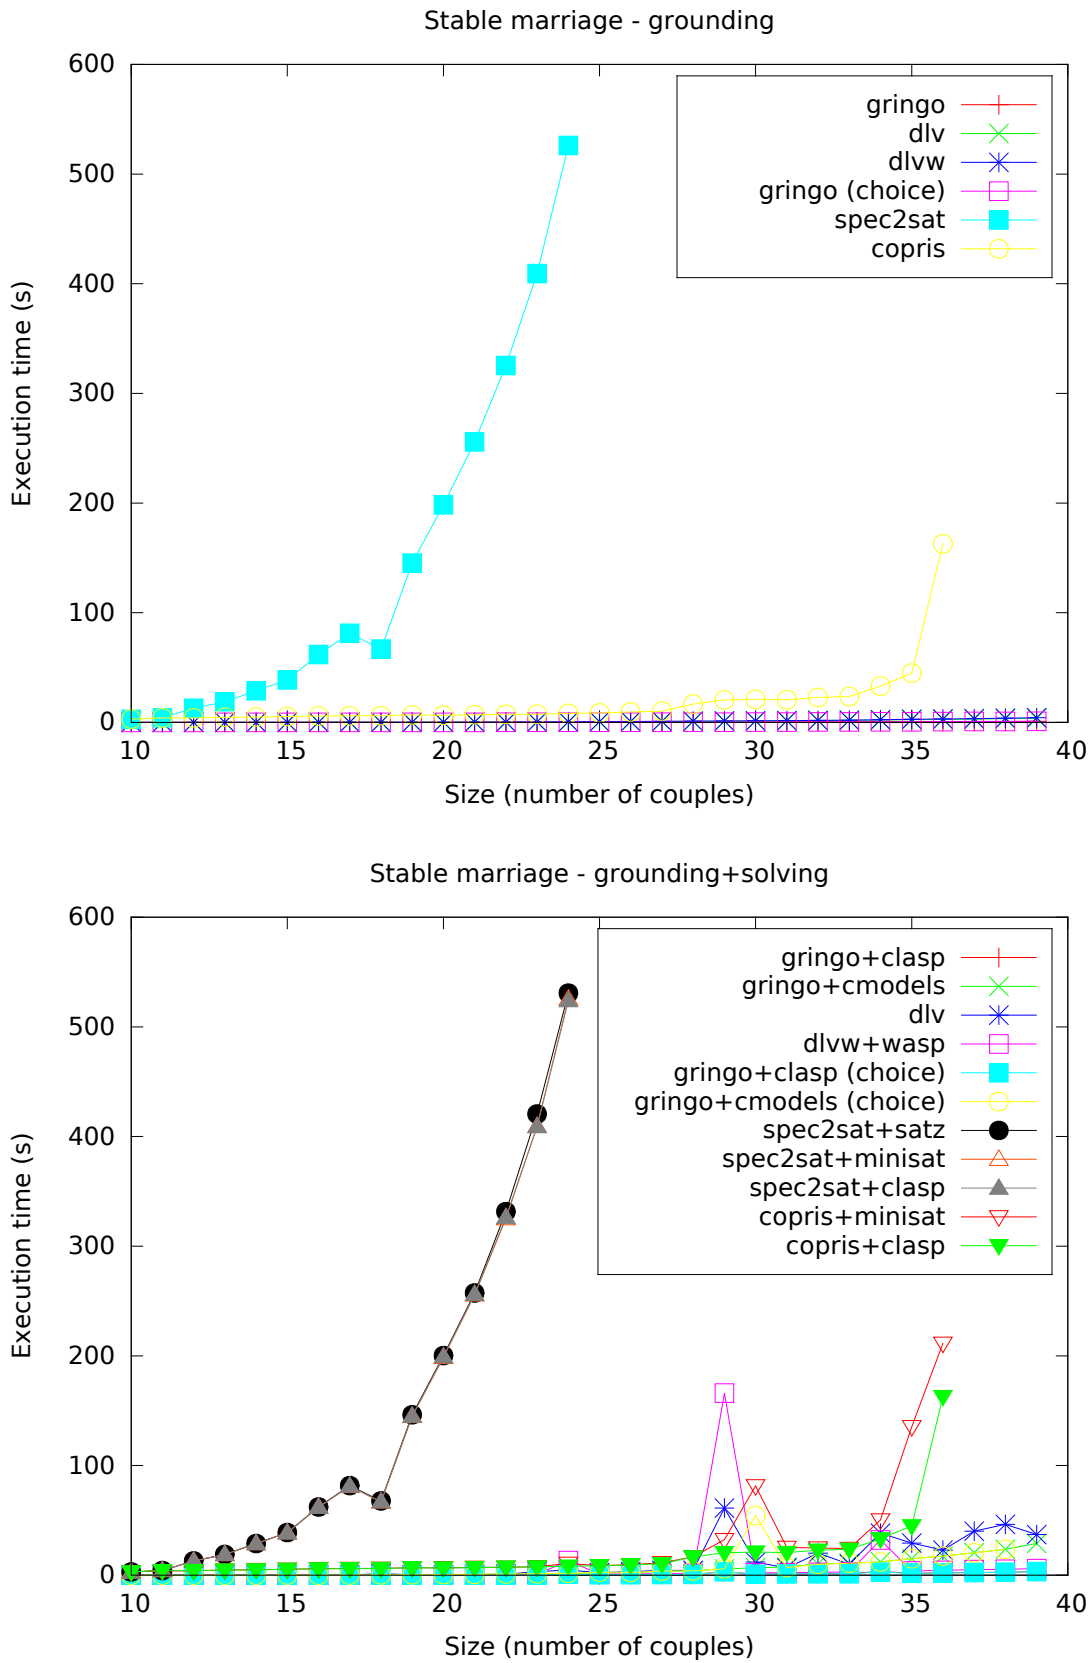 Stable marriage - grounding
600
500
400
300
200
100
0
Execution time (s)
gringo
dlv
dlvw
gringo (choice)
spec2sat
copris
10 15 20 25 30 35 40
Size (number of couples)
Stable marriage - grounding+solving
600
500
400
300
200
100
0
Execution time (s)
gringo+clasp
gringo+cmodels
dlv
dlvw+wasp
gringo+clasp (choice)
gringo+cmodels (choice)
spec2sat+satz
spec2sat+minisat
spec2sat+clasp
copris+minisat
copris+clasp
10 15 20 25 30 35 40
Size (number of couples)